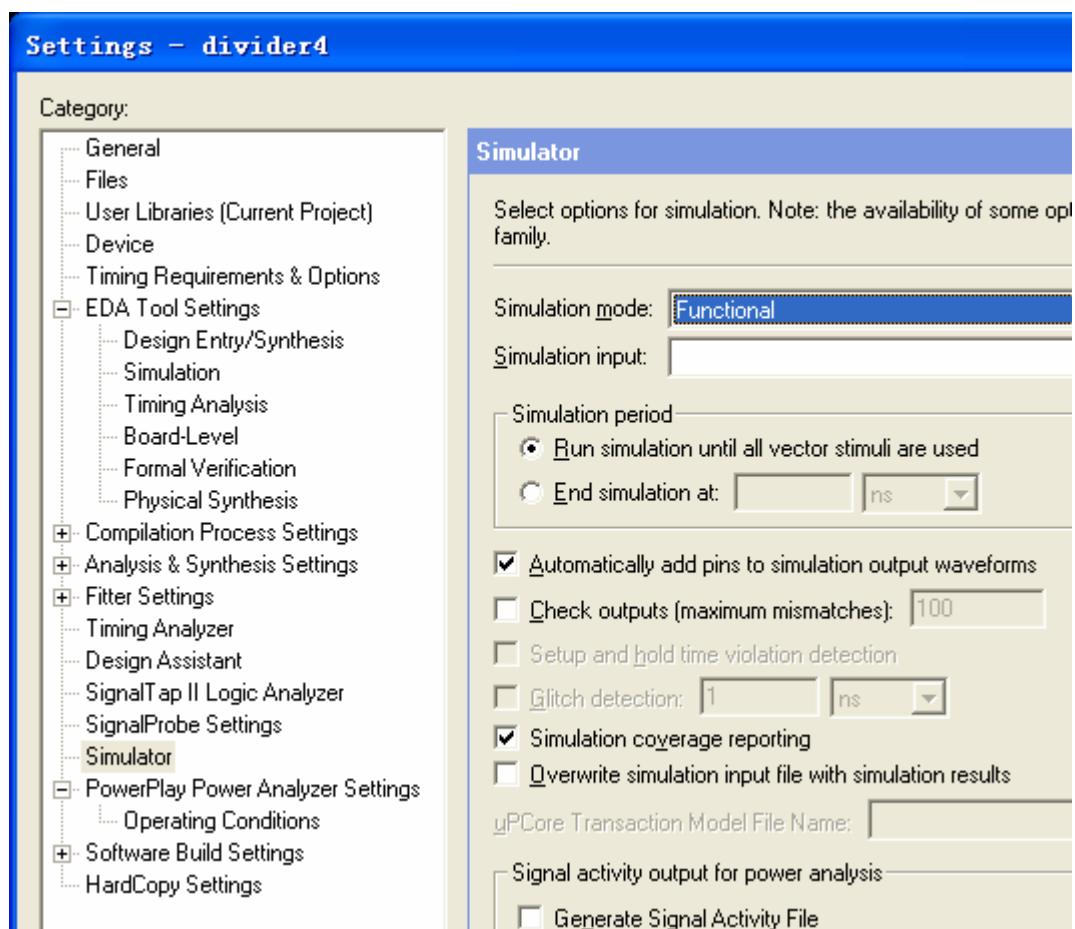 Settings - divider4
Category:
General
Files
User Libraries (Current Project)
Device
Timing Requirements & Options
EDA Tool Settings
Design Entry/Synthesis
Simulation
Timing Analysis
Board-Level
Formal Verification
Physical Synthesis
Compilation Process Settings
Analysis & Synthesis Settings
Fitter Settings
Timing Analyzer
Design Assistant
SignalTap II Logic Analyzer
SignalProbe Settings
Simulator
PowerPlay Power Analyzer Settings
Operating Conditions
Software Build Settings
HardCopy Settings
Simulator
Select options for simulation. Note: the availability of some opt
family.
Simulation mode: Functional
Simulation input:
Simulation period
Run simulation until all vector stimuli are used
End simulation at: ns
Automatically add pins to simulation output waveforms
Check outputs (maximum mismatches): 100
Setup and hold time violation detection
Glitch detection: 1 ns
Simulation coverage reporting
Overwrite simulation input file with simulation results
uPCore Transaction Model File Name:
Signal activity output for power analysis
Generate Signal Activity File